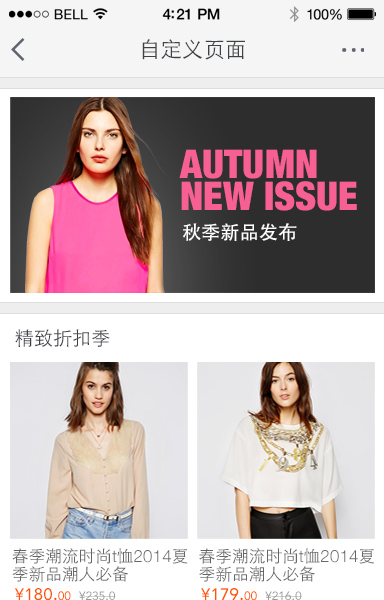 BELL 4:21 PM 100%
自定义页面
AUTUMN
NEW ISSUE
秋季新品发布
精致折扣季
春季潮流时尚t恤2014夏
季新品潮人必备
¥180.00 ¥235.0
春季潮流时尚t恤2014夏
季新品潮人必备
¥179.00 ¥216.0